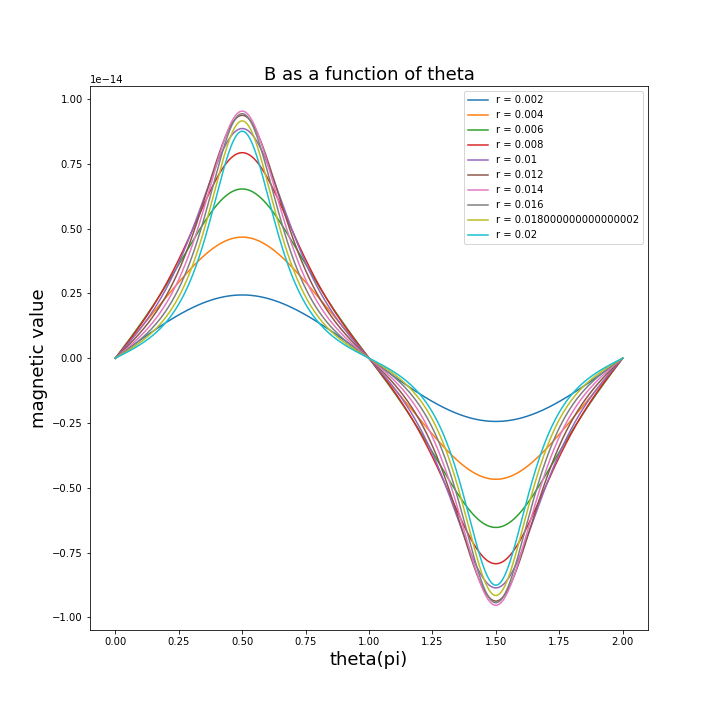 B as a function of theta
1e−14
1.00
0.75
0.50
0.25
0.00
−0.25
−0.50
−0.75
−1.00
magnetic value
r = 0.002
r = 0.004
r = 0.006
r = 0.008
r = 0.01
r = 0.012
r = 0.014
r = 0.016
r = 0.018000000000000002
r = 0.02
0.00 0.25 0.50 0.75 1.00 1.25 1.50 1.75 2.00
theta(pi)